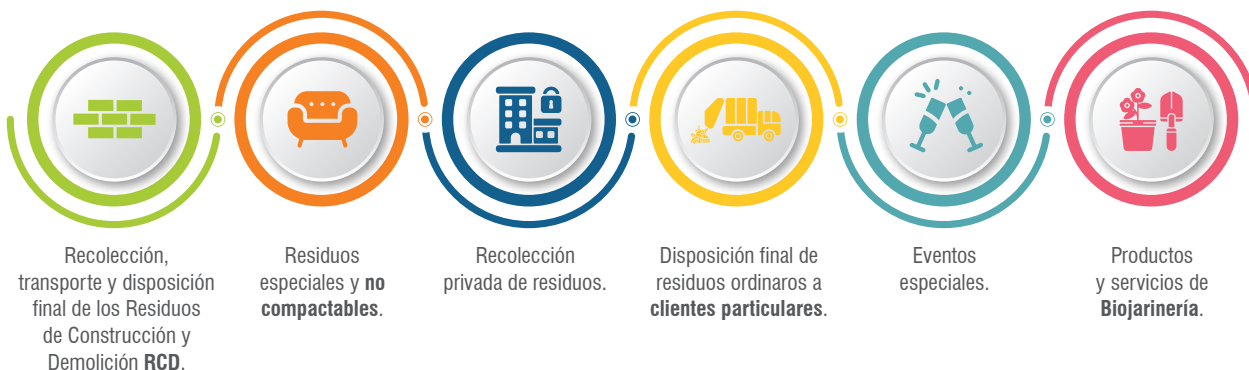 Recolección,
transporte y disposición
final de los Residuos
de Construcción y
Demolición RCD.
Residuos
especiales y no
compactables.
Recolección
privada de residuos.
Disposición final de
residuos ordinaros a
clientes particulares.
Eventos
especiales.
Productos
y servicios de
Biojarinería.